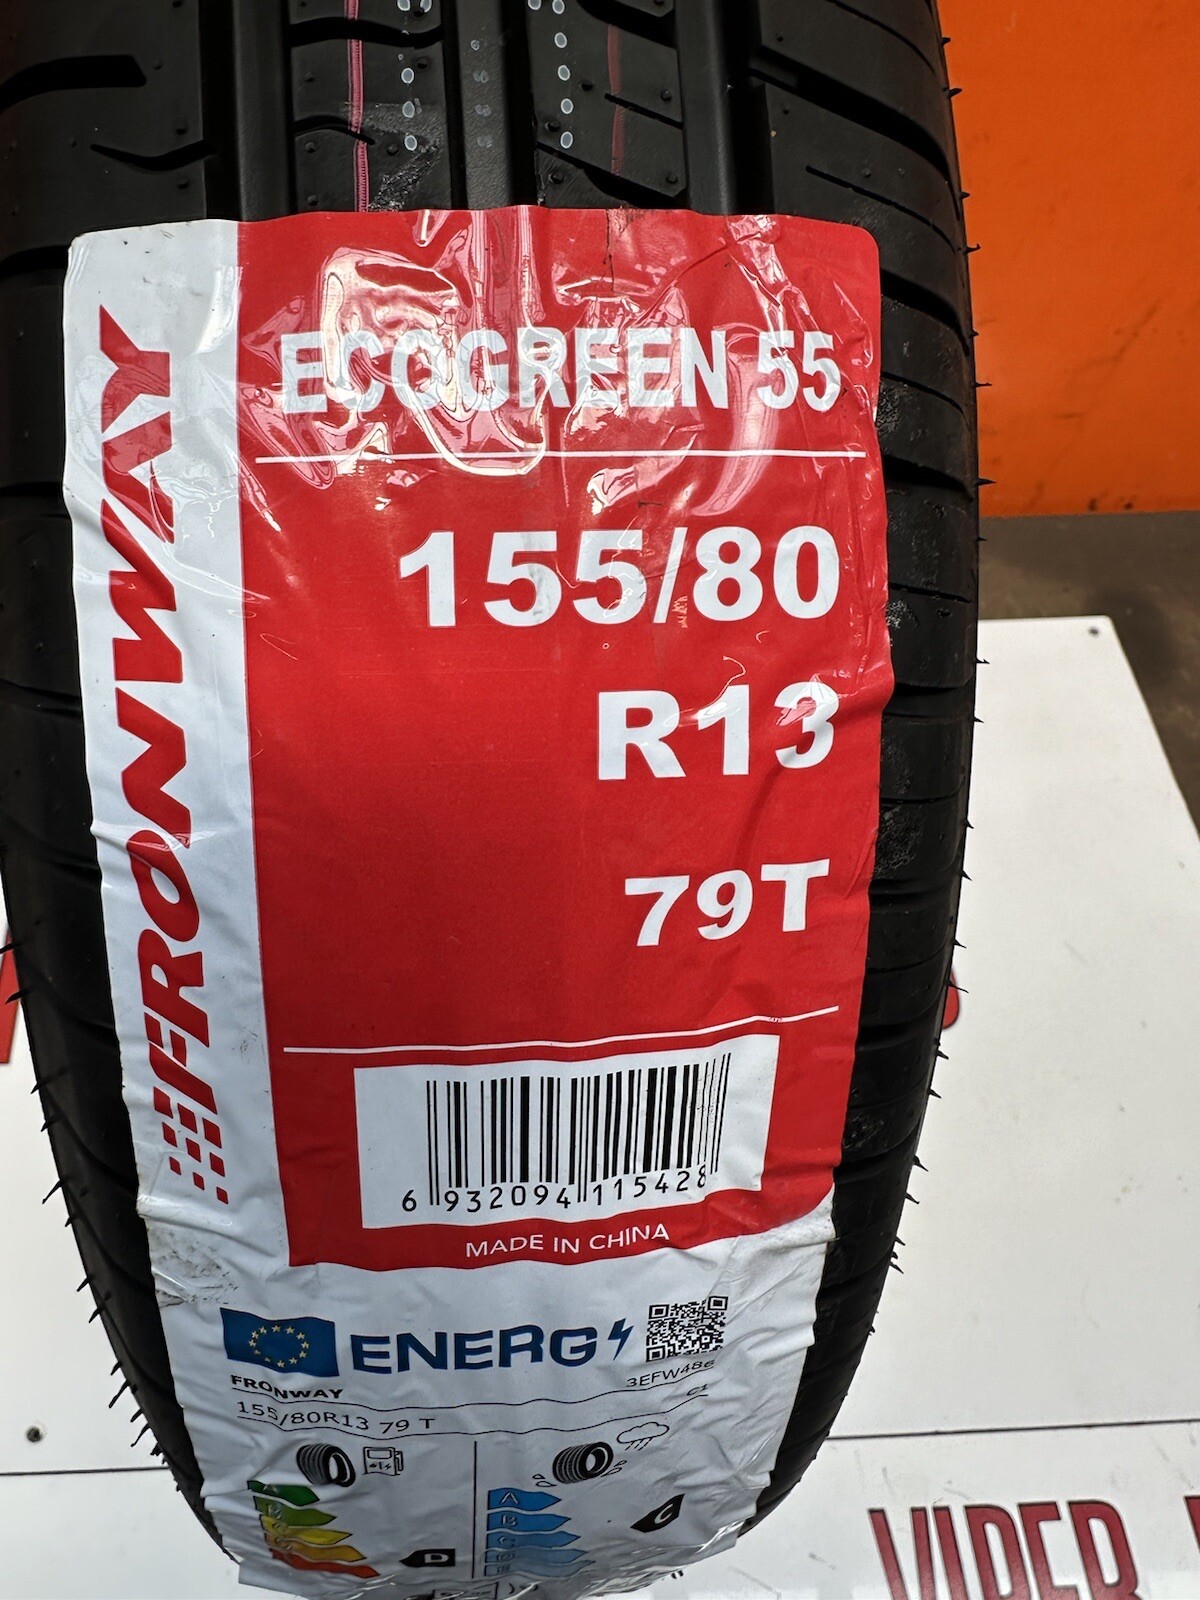 FRONWAY
ECOGREEN 55
155/80
R13
79T
6 932094 115428
MADE IN CHINA
ENERG
3EFW486
FRONWAY
C1
155/80R13 79 T
A
B
C
D
A
B
C
D
E
C
VIPER